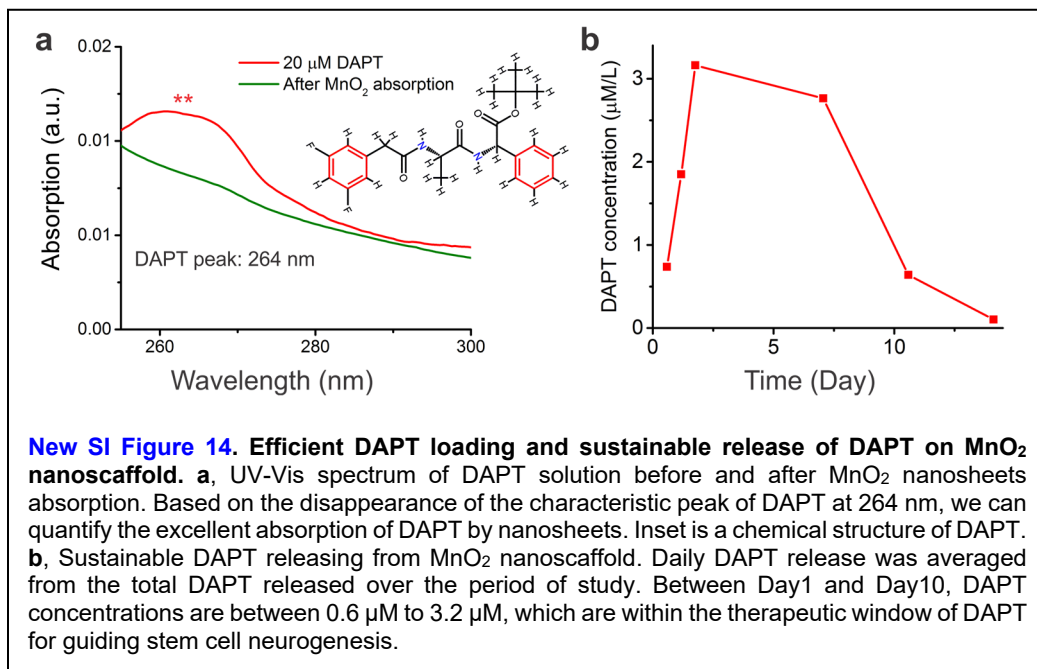 a
0.02
0.01
0.01
0.00
Absorption (a.u.)
**
20 μM DAPT
After MnO2 absorption
DAPT peak: 264 nm
260
280
300
Wavelength (nm)
b
3
2
1
0
DAPT concentration (μM/L)
0
5
10
Time (Day)
New SI Figure 14. Efficient DAPT loading and sustainable release of DAPT on MnO2
nanoscaffold. a, UV-Vis spectrum of DAPT solution before and after MnO2 nanosheets
absorption. Based on the disappearance of the characteristic peak of DAPT at 264 nm, we can
quantify the excellent absorption of DAPT by nanosheets. Inset is a chemical structure of DAPT.
b, Sustainable DAPT releasing from MnO2 nanoscaffold. Daily DAPT release was averaged
from the total DAPT released over the period of study. Between Day1 and Day10, DAPT
concentrations are between 0.6 μM to 3.2 μM, which are within the therapeutic window of DAPT
for guiding stem cell neurogenesis.